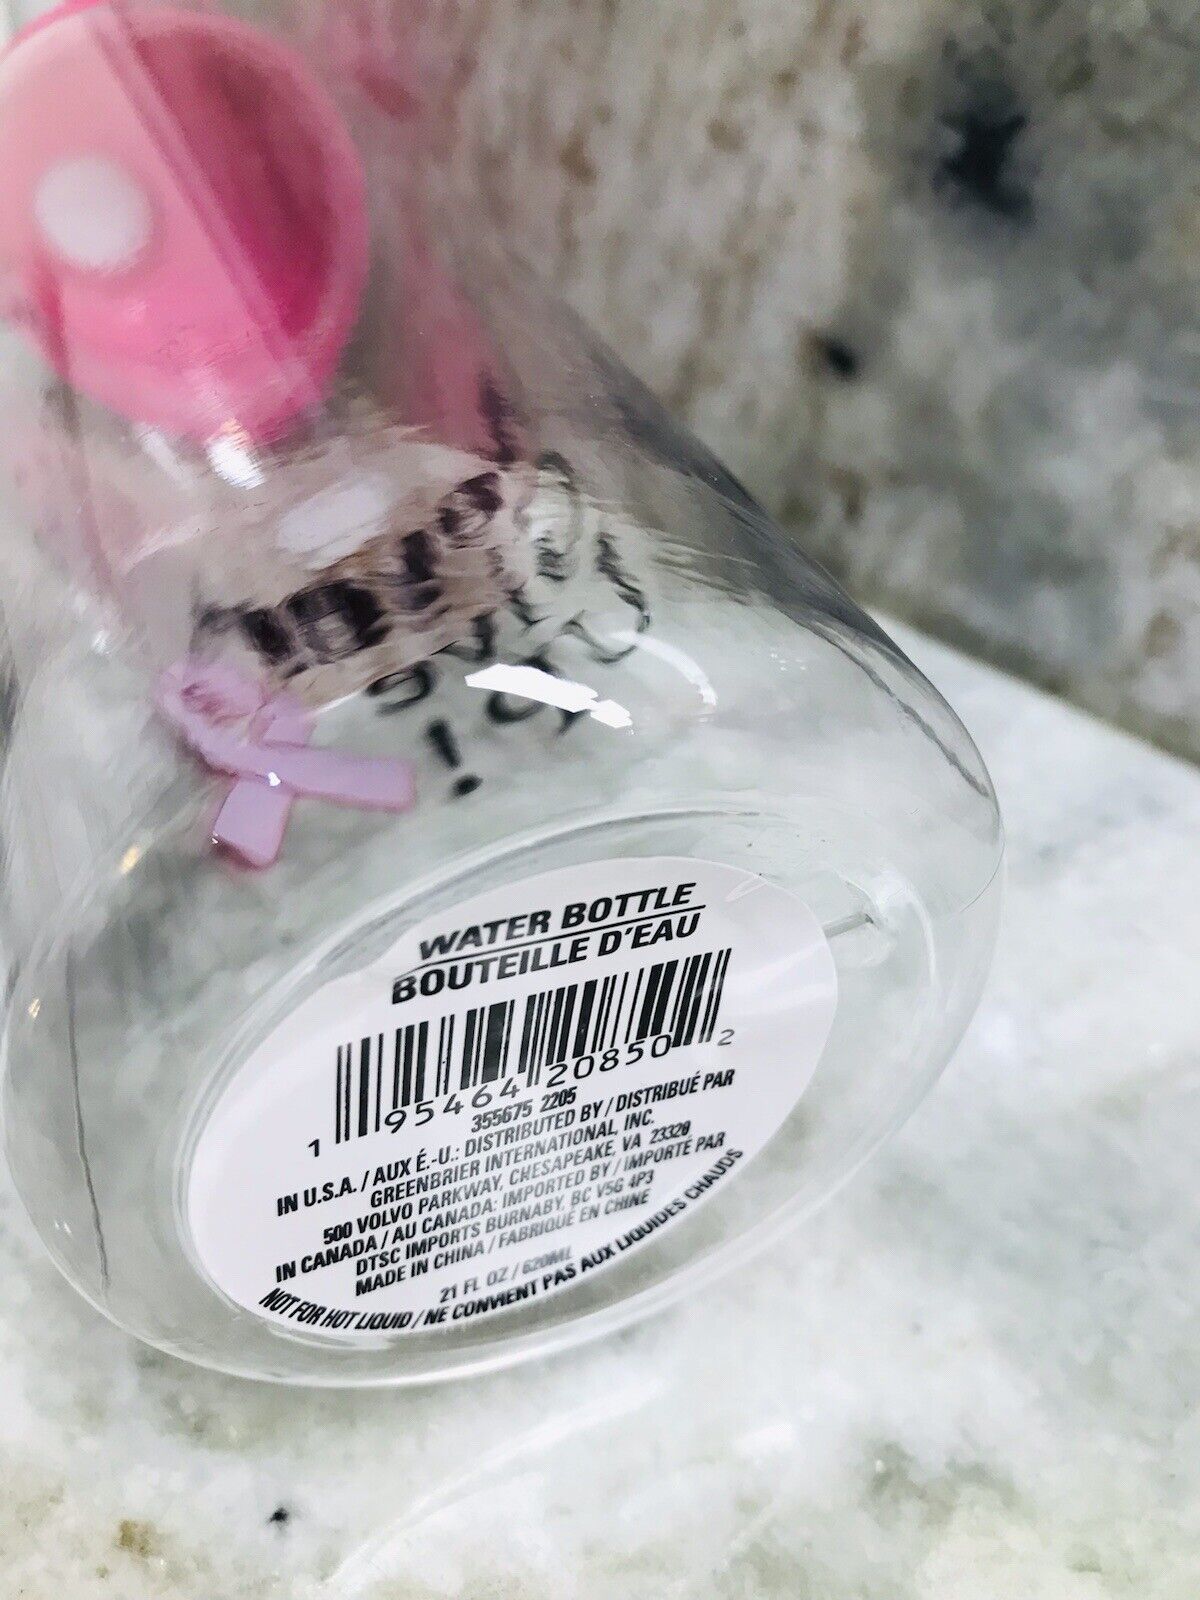 WATER BOTTLE
BOUTEILLE D'EAU
1 95464 20850 2
355675 2205
IN U.S.A. / AUX É.-U.: DISTRIBUTED BY / DISTRIBUÉ PAR
GREENBRIER INTERNATIONAL, INC.
500 VOLVO PARKWAY, CHESAPEAKE, VA 23320
IN CANADA / AU CANADA: IMPORTED BY / IMPORTÉ PAR
DTSC IMPORTS BURNABY, BC V5G 4P3
MADE IN CHINA / FABRIQUÉ EN CHINE
21 FL OZ / 620ML
NOT FOR HOT LIQUID / NE CONVIENT PAS AUX LIQUIDES CHAUDS